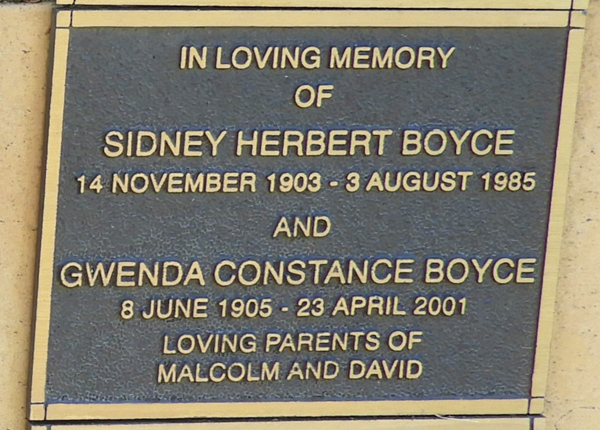 IN LOVING MEMORY
OF
SIDNEY HERBERT BOYCE
14 NOVEMBER 1903 - 3 AUGUST 1985
AND
GWENDA CONSTANCE BOYCE
8 JUNE 1905 - 23 APRIL 2001
LOVING PARENTS OF
MALCOLM AND DAVID